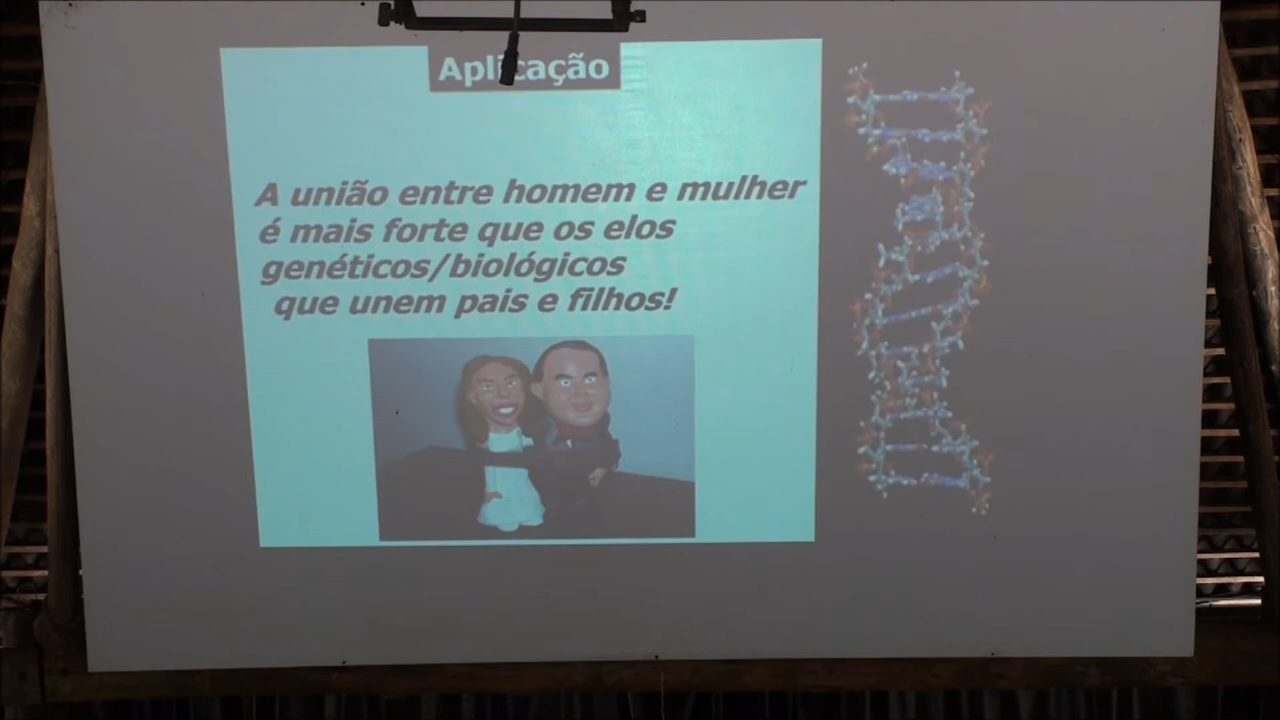 Aplicação
A união entre homem e mulher
é mais forte que os elos
genéticos/biológicos
que unem pais e filhos!